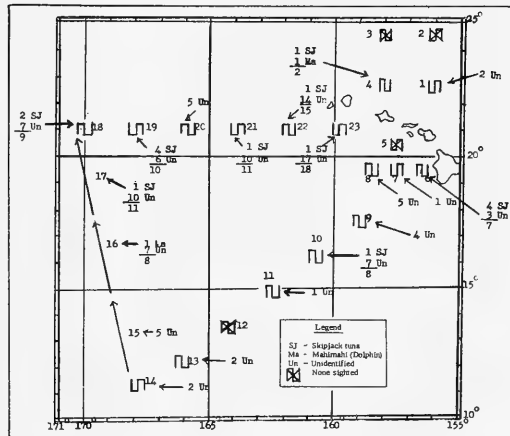 25°
3
2
1 SJ
1 Ma
2
4
1
2 Un
5 Un
1 SJ
14 Un
15
2 SJ
7 Un
9
18
19
20
21
22
23
4 SJ
6 Un
10
1 SJ
10 Un
11
1 SJ
17 Un
18
5
20°
17
1 SJ
10 Un
11
8
7
6
5 Un
1 Un
4 SJ
3 Un
7
9
4 Un
16
7 Un
8
10
1 SJ
7 Un
8
11
1 Un
15°
12
15
5 Un
Legend
SJ - Skipjack tuna
Ma - Mahimahi (Dolphin)
Un - Unidentified
None sighted
13
2 Un
14
2 Un
10°
171°
170
165
160
155°